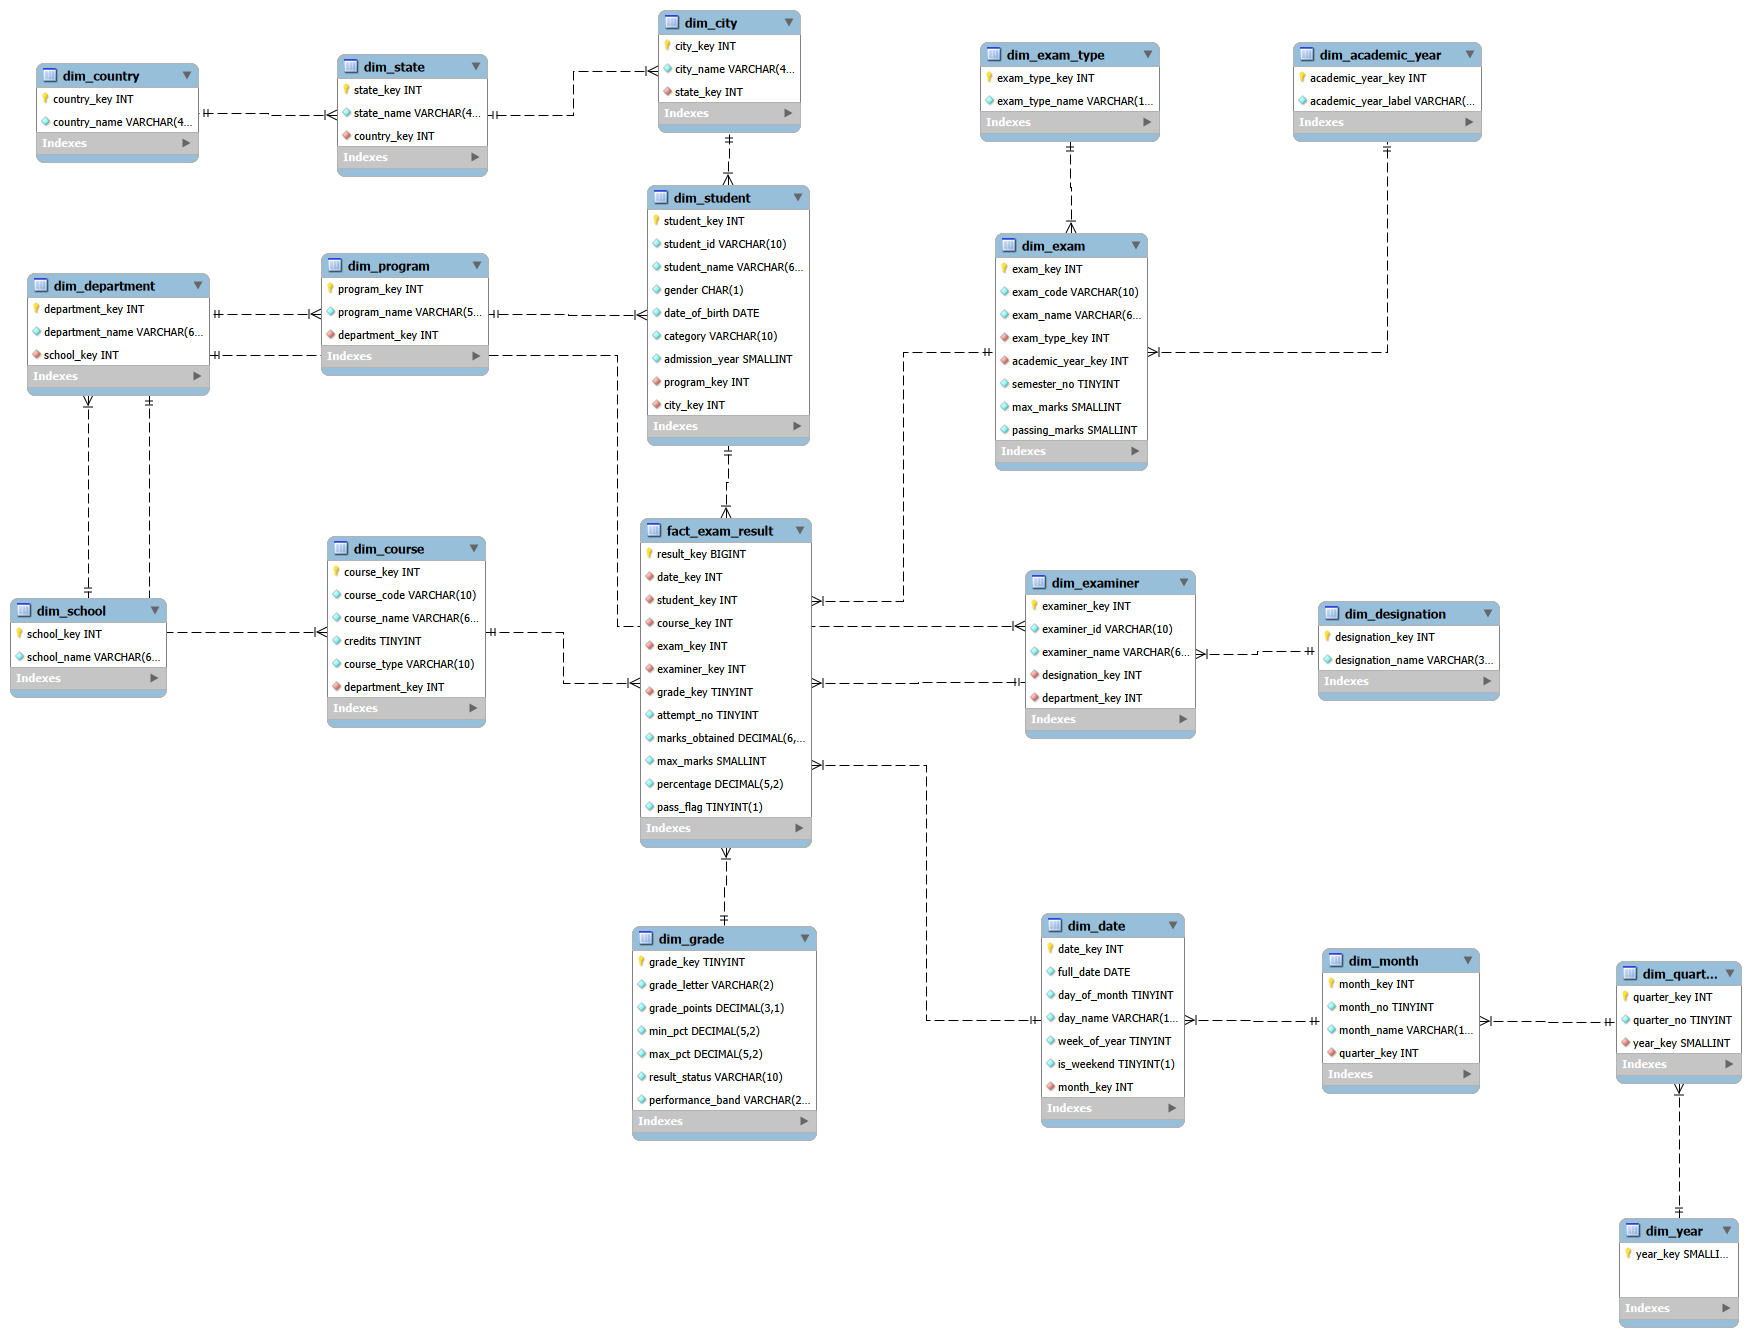 dim_country
country_key INT
country_name VARCHAR(4...
Indexes
dim_state
state_key INT
state_name VARCHAR(4...
country_key INT
Indexes
dim_city
city_key INT
city_name VARCHAR(4...
state_key INT
Indexes
dim_exam_type
exam_type_key INT
exam_type_name VARCHAR(1...
Indexes
dim_academic_year
academic_year_key INT
academic_year_label VARCHAR(...
Indexes
dim_department
department_key INT
department_name VARCHAR(6...
school_key INT
Indexes
dim_program
program_key INT
program_name VARCHAR(5...
department_key INT
Indexes
dim_student
student_key INT
student_id VARCHAR(10)
student_name VARCHAR(6...
gender CHAR(1)
date_of_birth DATE
category VARCHAR(10)
admission_year SMALLINT
program_key INT
city_key INT
Indexes
dim_exam
exam_key INT
exam_code VARCHAR(10)
exam_name VARCHAR(6...
exam_type_key INT
academic_year_key INT
semester_no TINYINT
max_marks SMALLINT
passing_marks SMALLINT
Indexes
dim_school
school_key INT
school_name VARCHAR(6...
Indexes
dim_course
course_key INT
course_code VARCHAR(10)
course_name VARCHAR(6...
credits TINYINT
course_type VARCHAR(10)
department_key INT
Indexes
fact_exam_result
result_key BIGINT
date_key INT
student_key INT
course_key INT
exam_key INT
examiner_key INT
grade_key TINYINT
attempt_no TINYINT
marks_obtained DECIMAL(6,...
max_marks SMALLINT
percentage DECIMAL(5,2)
pass_flag TINYINT(1)
Indexes
dim_examiner
examiner_key INT
examiner_id VARCHAR(10)
examiner_name VARCHAR(6...
designation_key INT
department_key INT
Indexes
dim_designation
designation_key INT
designation_name VARCHAR(3...
Indexes
dim_grade
grade_key TINYINT
grade_letter VARCHAR(2)
grade_points DECIMAL(3,1)
min_pct DECIMAL(5,2)
max_pct DECIMAL(5,2)
result_status VARCHAR(10)
performance_band VARCHAR(2...
Indexes
dim_date
date_key INT
full_date DATE
day_of_month TINYINT
day_name VARCHAR(1...
week_of_year TINYINT
is_weekend TINYINT(1)
month_key INT
Indexes
dim_month
month_key INT
month_no TINYINT
month_name VARCHAR(1...
quarter_key INT
Indexes
dim_quart...
quarter_key INT
quarter_no TINYINT
year_key SMALLINT
Indexes
dim_year
year_key SMALLI...
Indexes